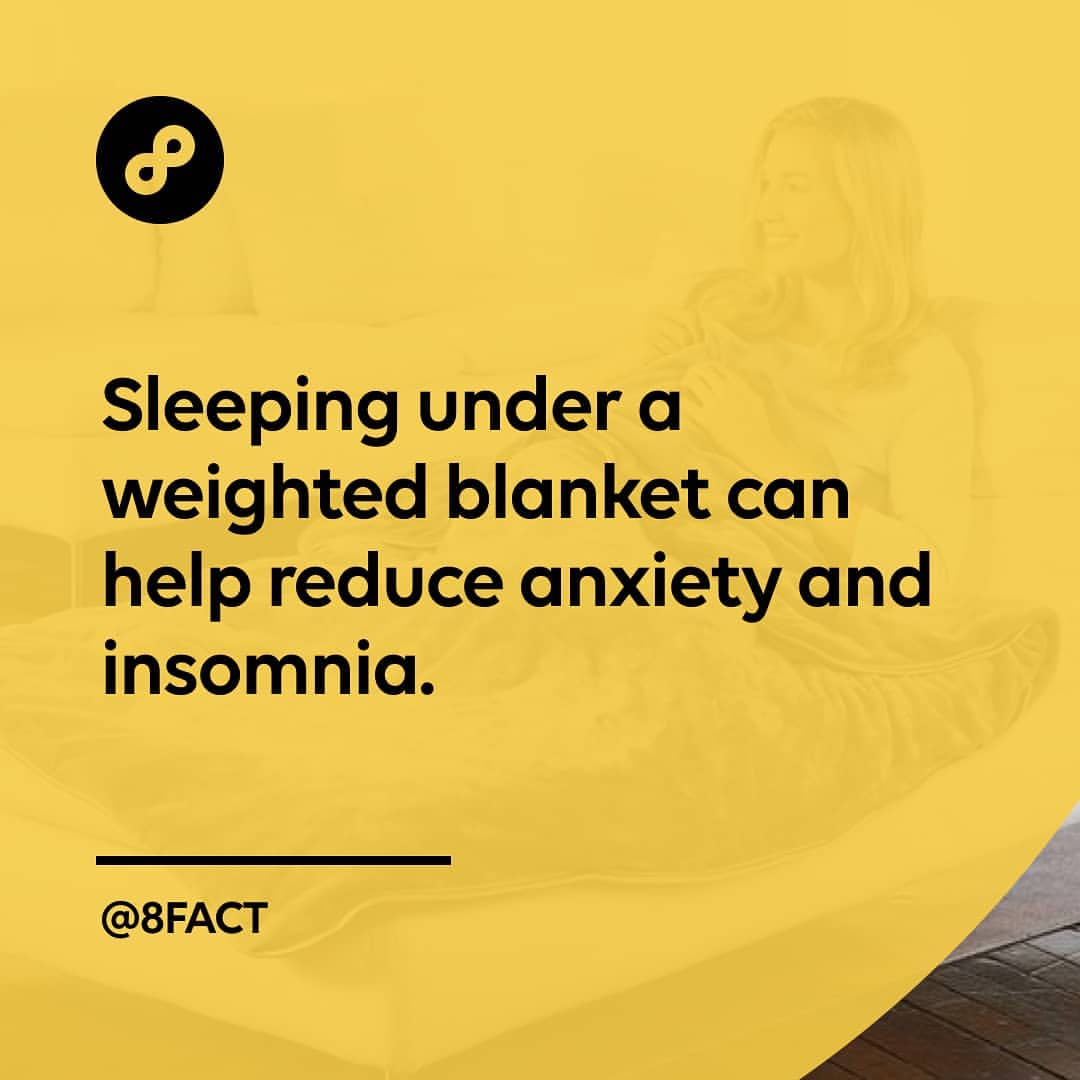 Sleeping under a
weighted blanket can
help reduce anxiety and
insomnia.
@8FACT